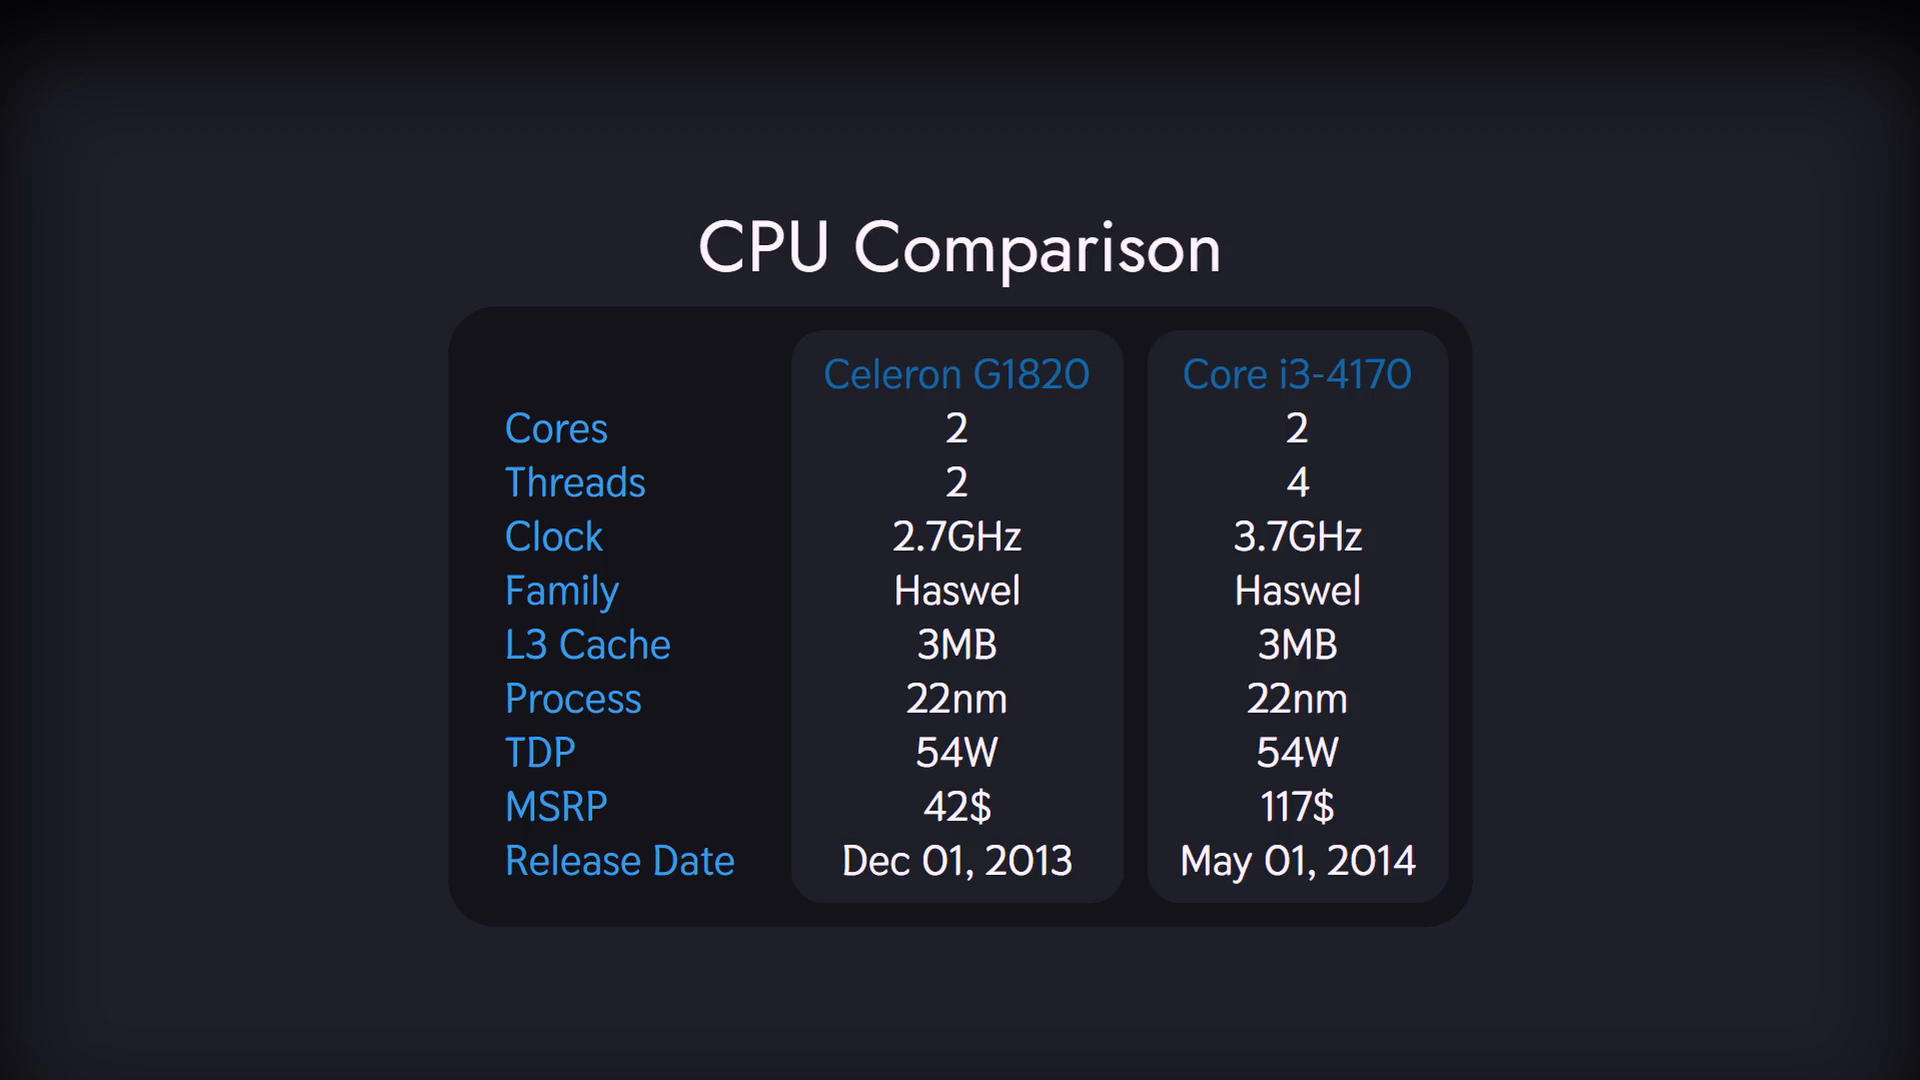 CPU Comparison
Celeron G1820 Core i3-4170
Cores 2 2
Threads 2 4
Clock 2.7GHz 3.7GHz
Family Haswel Haswel
L3 Cache 3MB 3MB
Process 22nm 22nm
TDP 54W 54W
MSRP 42$ 117$
Release Date Dec 01, 2013 May 01, 2014